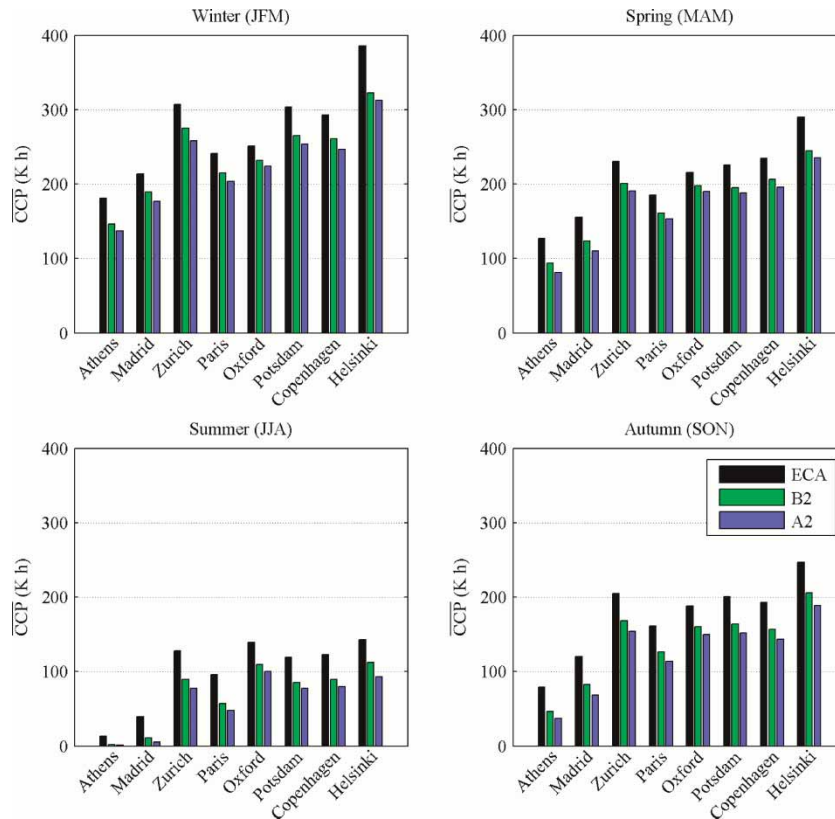 Winter (JFM)
400
300
200
100
0
CCP (K h)
Athens
Madrid
Zurich
Paris
Oxford
Potsdam
Copenhagen
Helsinki
Spring (MAM)
400
300
200
100
0
CCP (K h)
Athens
Madrid
Zurich
Paris
Oxford
Potsdam
Copenhagen
Helsinki
Summer (JJA)
400
300
200
100
0
CCP (K h)
Athens
Madrid
Zurich
Paris
Oxford
Potsdam
Copenhagen
Helsinki
Autumn (SON)
400
300
200
100
0
CCP (K h)
ECA
B2
A2
Athens
Madrid
Zurich
Paris
Oxford
Potsdam
Copenhagen
Helsinki